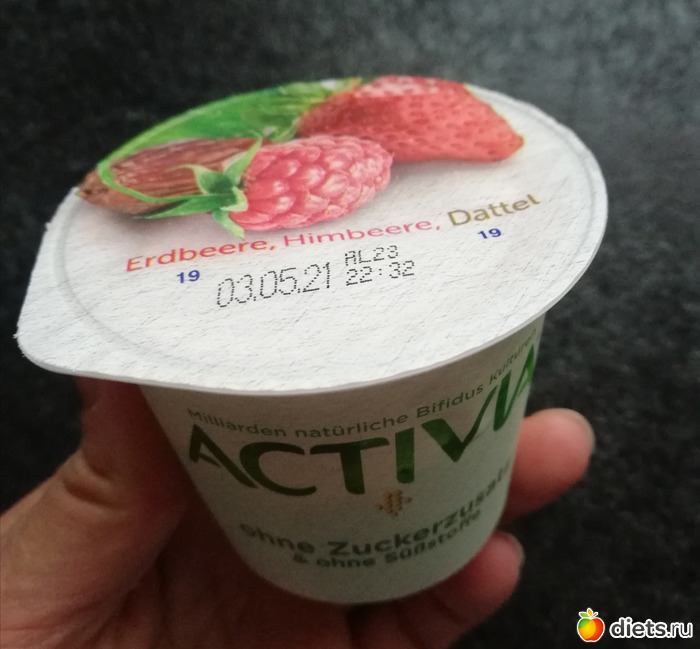 Erdbeere, Himbeere, Dattel
19 19
03.05.21 AL23
22:32
Milliarden natürliche Bifidus Kulturen
ACTIVIA
ohne Zuckerzusatz
& ohne Süßstoffe
diets.ru